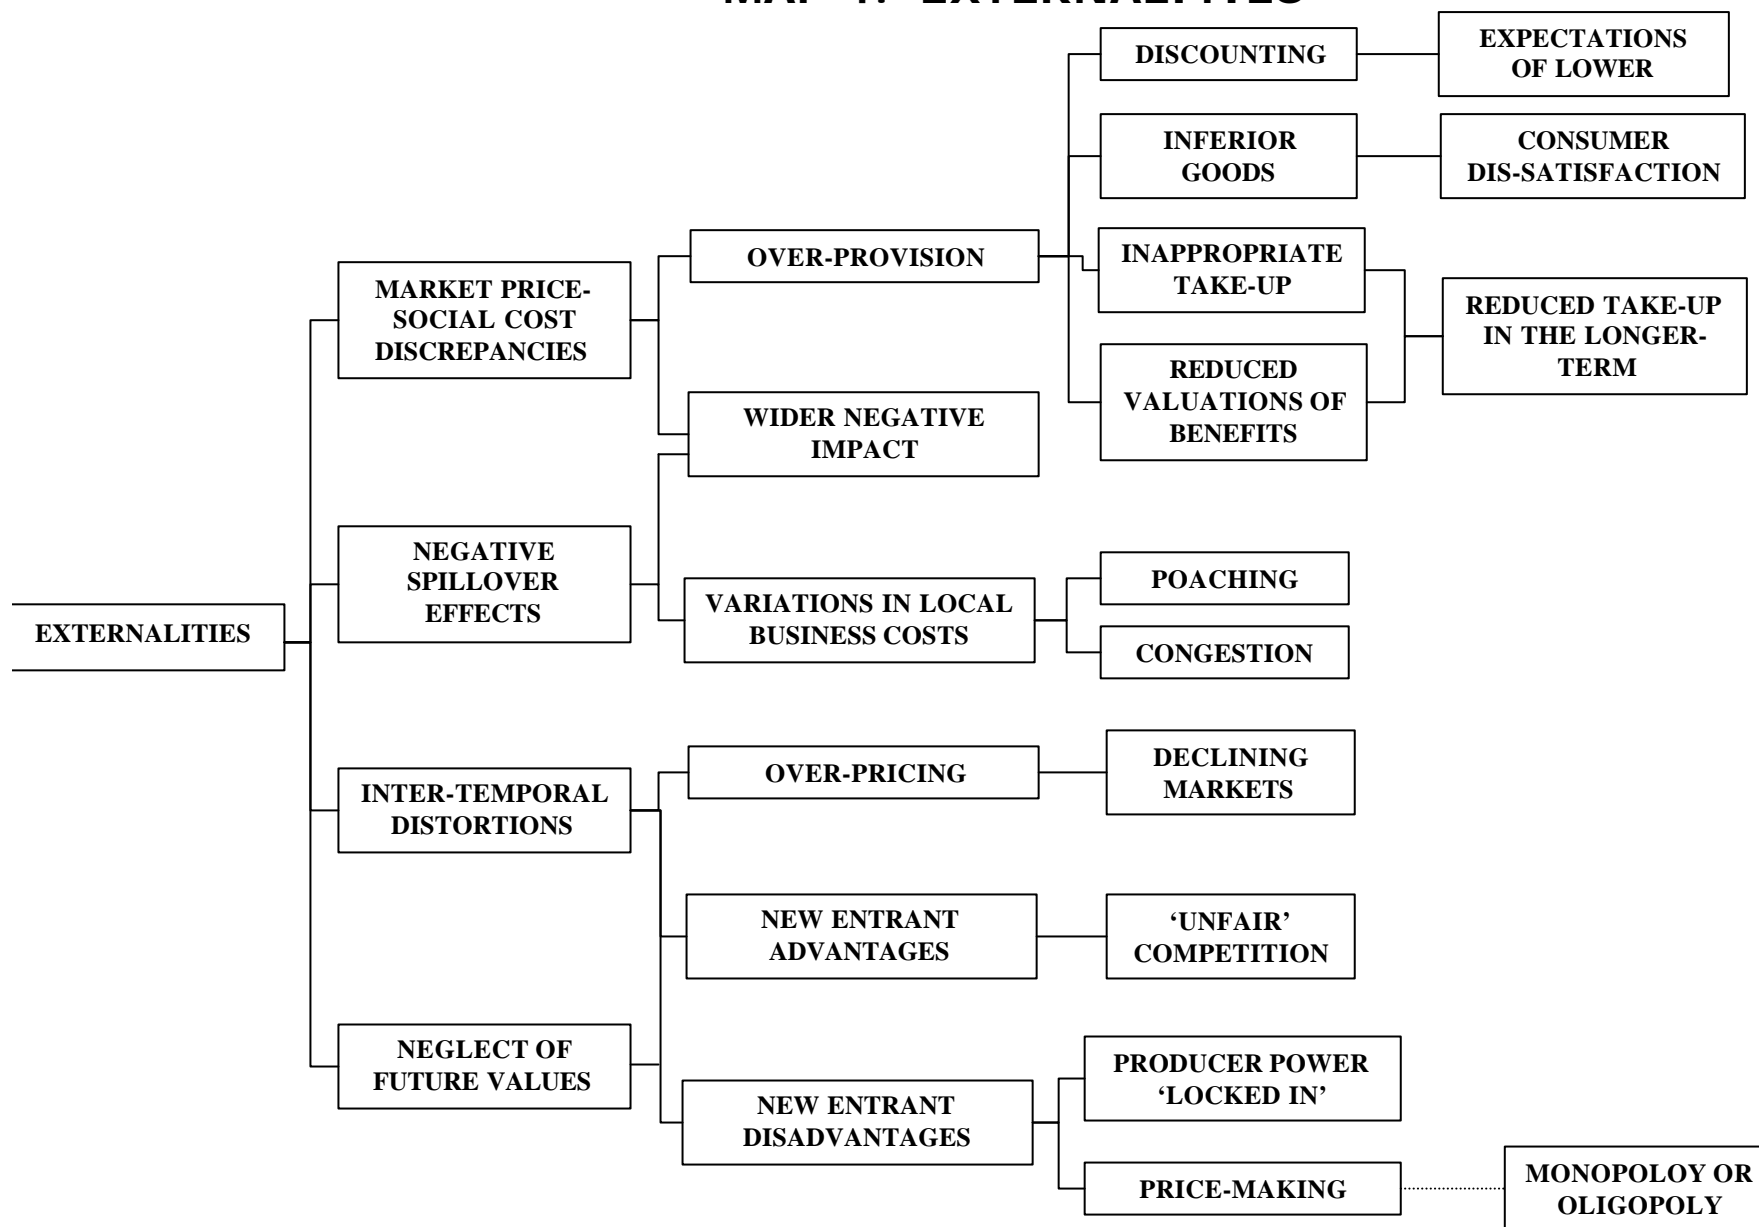 EXTERNALITIES
MARKET PRICE-
SOCIAL COST
DISCREPANCIES
NEGATIVE
SPILLOVER
EFFECTS
INTER-TEMPORAL
DISTORTIONS
NEGLECT OF
FUTURE VALUES
OVER-PROVISION
WIDER NEGATIVE
IMPACT
VARIATIONS IN LOCAL
BUSINESS COSTS
OVER-PRICING
NEW ENTRANT
ADVANTAGES
NEW ENTRANT
DISADVANTAGES
DISCOUNTING
INFERIOR
GOODS
INAPPROPRIATE
TAKE-UP
REDUCED
VALUATIONS OF
BENEFITS
POACHING
CONGESTION
DECLINING
MARKETS
‘UNFAIR’
COMPETITION
PRODUCER POWER
‘LOCKED IN’
PRICE-MAKING
EXPECTATIONS
OF LOWER
CONSUMER
DIS-SATISFACTION
REDUCED TAKE-UP
IN THE LONGER-
TERM
MONOPOLOY OR
OLIGOPOLY